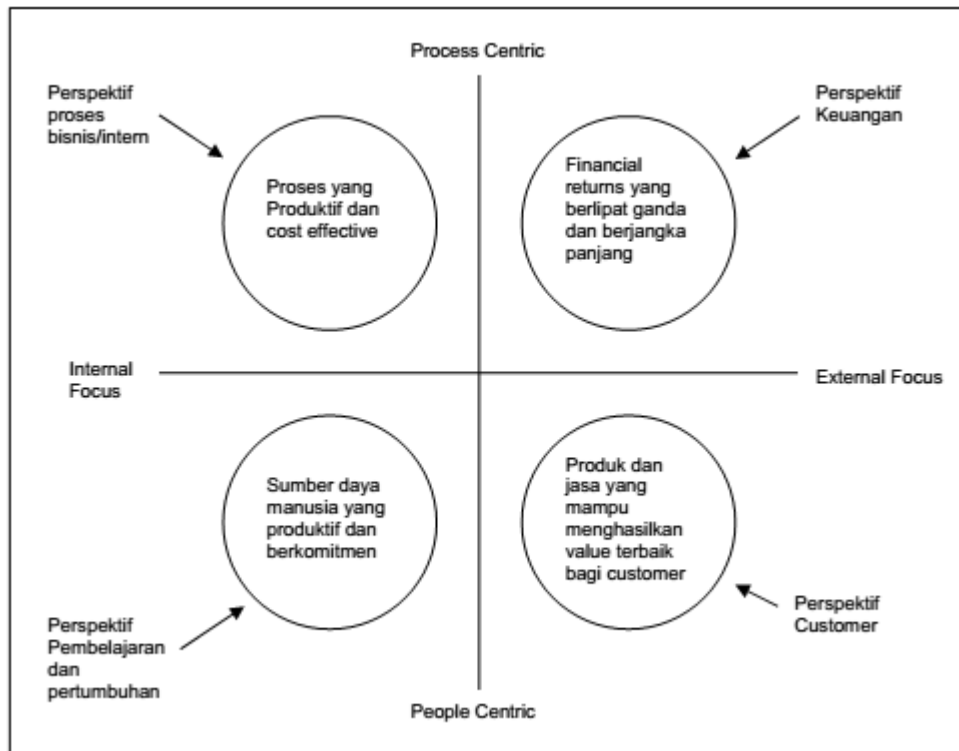 Process Centric
Perspektif
proses
bisnis/intern
Perspektif
Keuangan
Proses yang
Produktif dan
cost effective
Financial
returns yang
berlipat ganda
dan berjangka
panjang
Internal
Focus
External Focus
Sumber daya
manusia yang
produktif dan
berkomitmen
Produk dan
jasa yang
mampu
menghasilkan
value terbaik
bagi customer
Perspektif
Pembelajaran
dan
pertumbuhan
Perspektif
Customer
People Centric